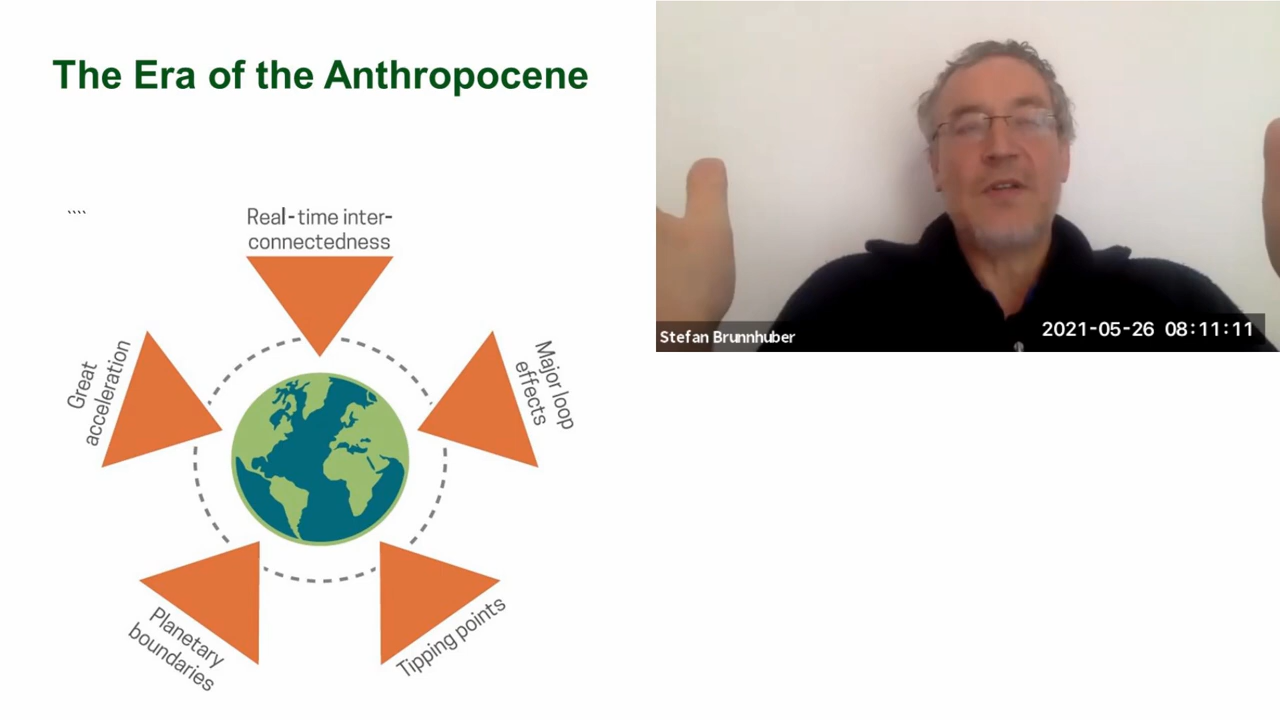 The Era of the Anthropocene
````
Real-time inter-
connectedness
Great
acceleration
Major loop
effects
Planetary
boundaries
Tipping points
Stefan Brunnhuber
2021-05-26 08:11:11